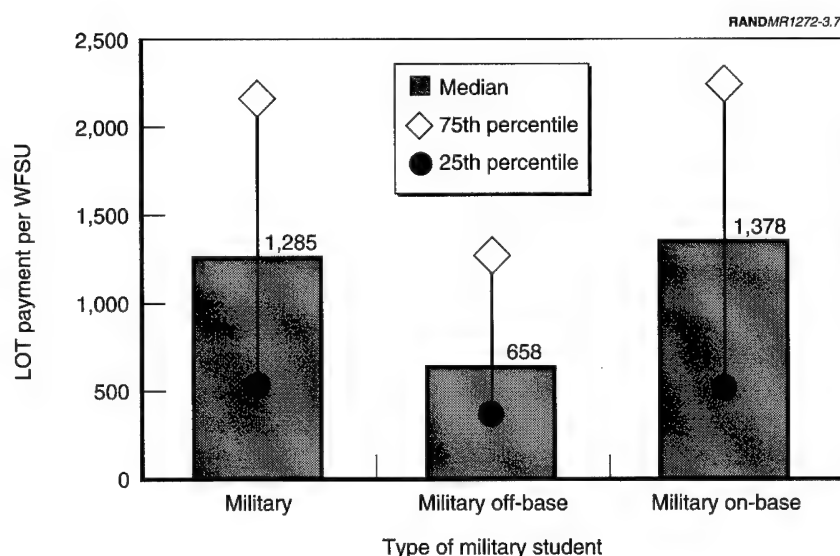 RANDMR1272-3.7
2,500
2,000
1,500
1,000
500
0
LOT payment per WFSU
Median
75th percentile
25th percentile
1,285
658
1,378
Military
Military off-base
Military on-base
Type of military student